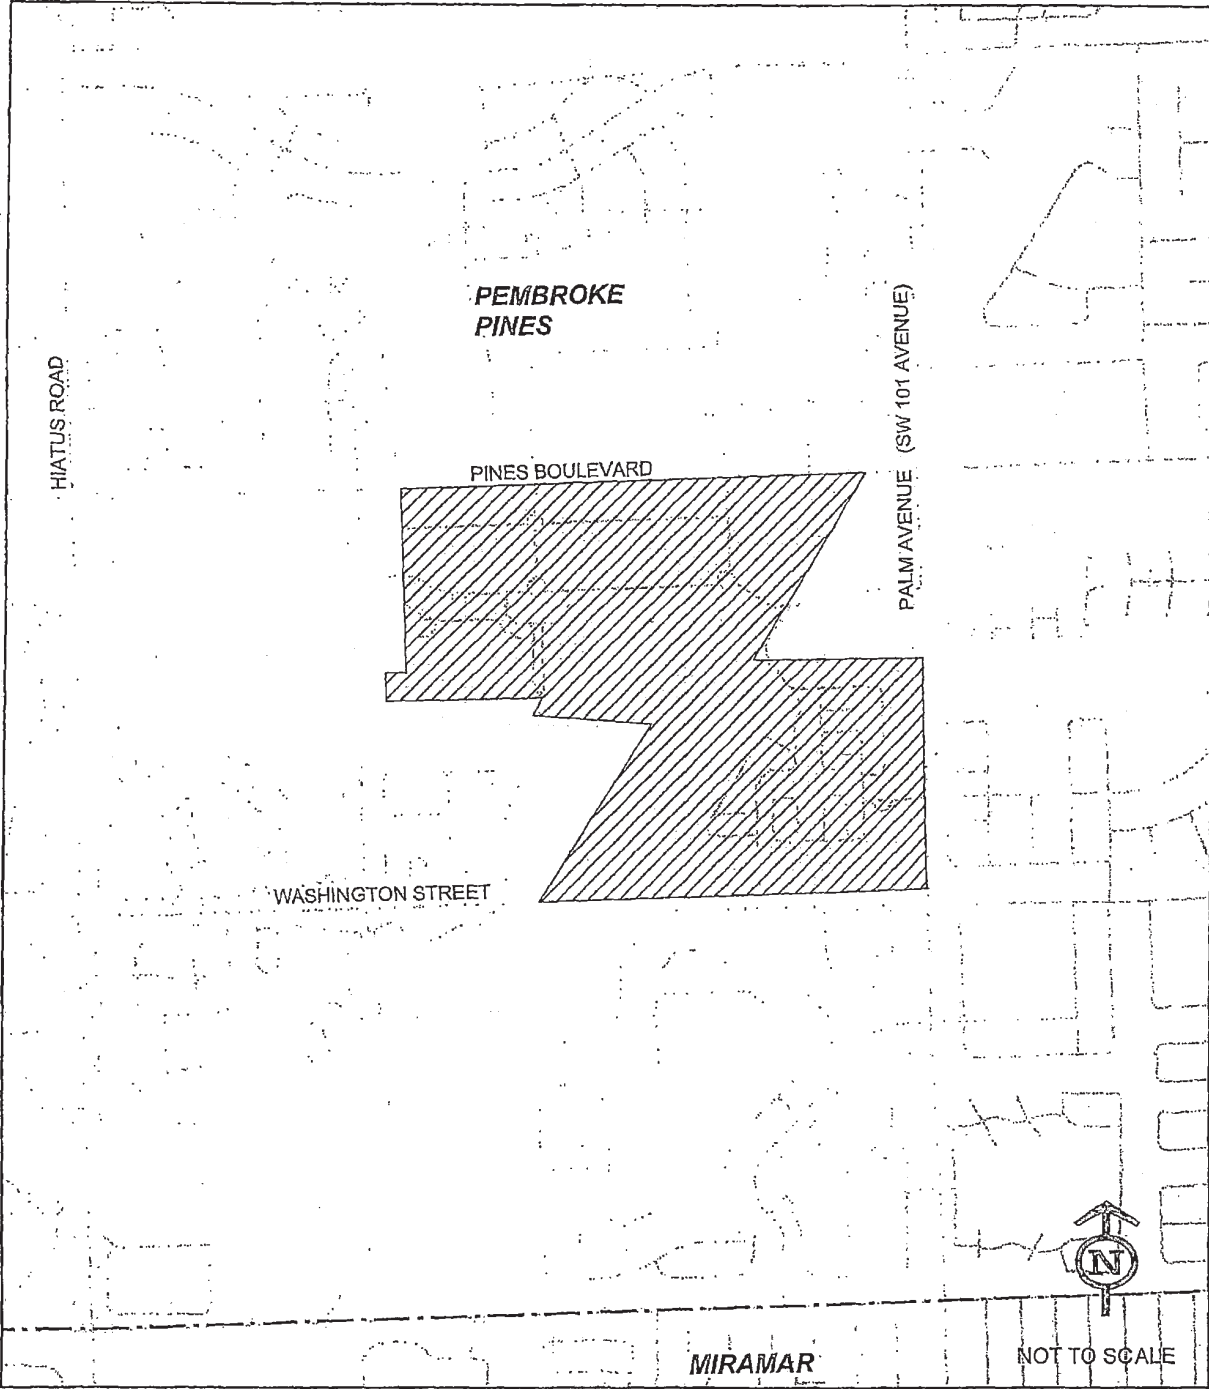 PEMBROKE
PINES
HIATUS ROAD
PALM AVENUE (SW 101 AVENUE)
PINES BOULEVARD
WASHINGTON STREET
N
MIRAMAR
NOT TO SCALE